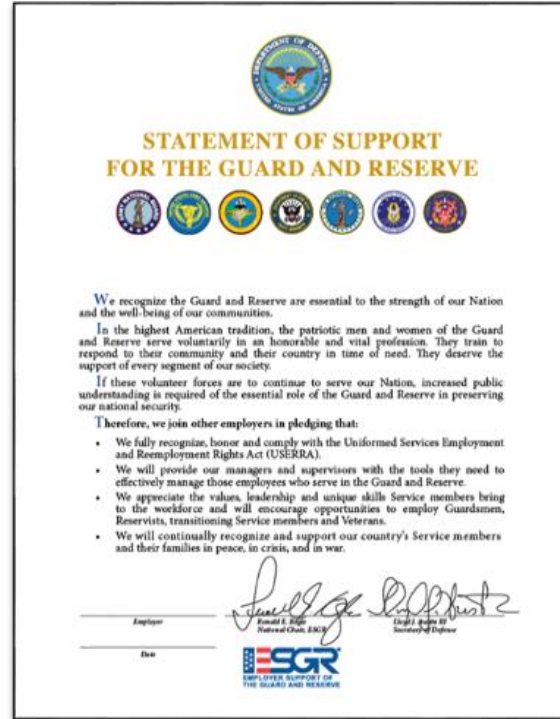 DEPARTMENT OF DEFENSE
UNITED STATES OF AMERICA
STATEMENT OF SUPPORT
FOR THE GUARD AND RESERVE
We recognize the Guard and Reserve are essential to the strength of our Nation
and the well-being of our communities.
In the highest American tradition, the patriotic men and women of the Guard
and Reserve serve voluntarily in an honorable and vital profession. They train to
respond to their community and their country in time of need. They deserve the
support of every segment of our society.
If these volunteer forces are to continue to serve our Nation, increased public
understanding is required of the essential role of the Guard and Reserve in preserving
our national security.
Therefore, we join other employers in pledging that:
• We fully recognize, honor and comply with the Uniformed Services Employment
and Reemployment Rights Act (USERRA).
• We will provide our managers and supervisors with the tools they need to
effectively manage those employees who serve in the Guard and Reserve.
• We appreciate the values, leadership and unique skills Service members bring
to the workforce and will encourage opportunities to employ Guardsmen,
Reservists, transitioning Service members and Veterans.
• We will continually recognize and support our country's Service members
and their families in peace, in crisis, and in war.
Employer
Ronald E. 
National Chair, ESGR
Lloyd J. Austin III
Secretary of Defense
Date
ESGR
EMPLOYER SUPPORT OF
THE GUARD AND RESERVE